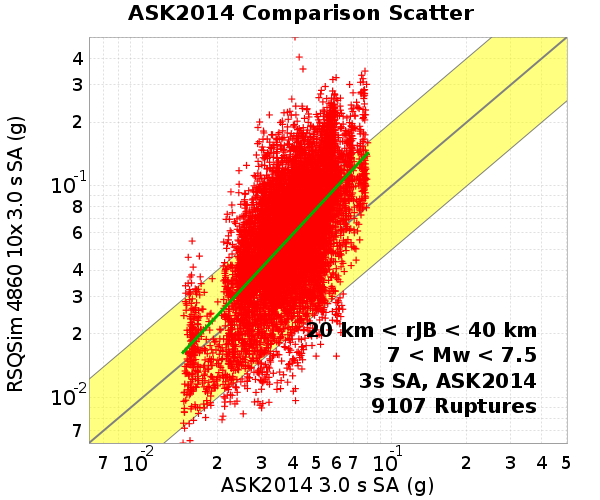 ASK2014 Comparison Scatter
RSQSim 4860 10x 3.0 s SA (g)
4
3
2
10-1
8
6
4
3
2
10-2
7
20 km < rJB < 40 km
7 < Mw < 7.5
3s SA, ASK2014
9107 Ruptures
7 10-2 2 3 4 5 6 7 10-1 2 3 4 5
ASK2014 3.0 s SA (g)